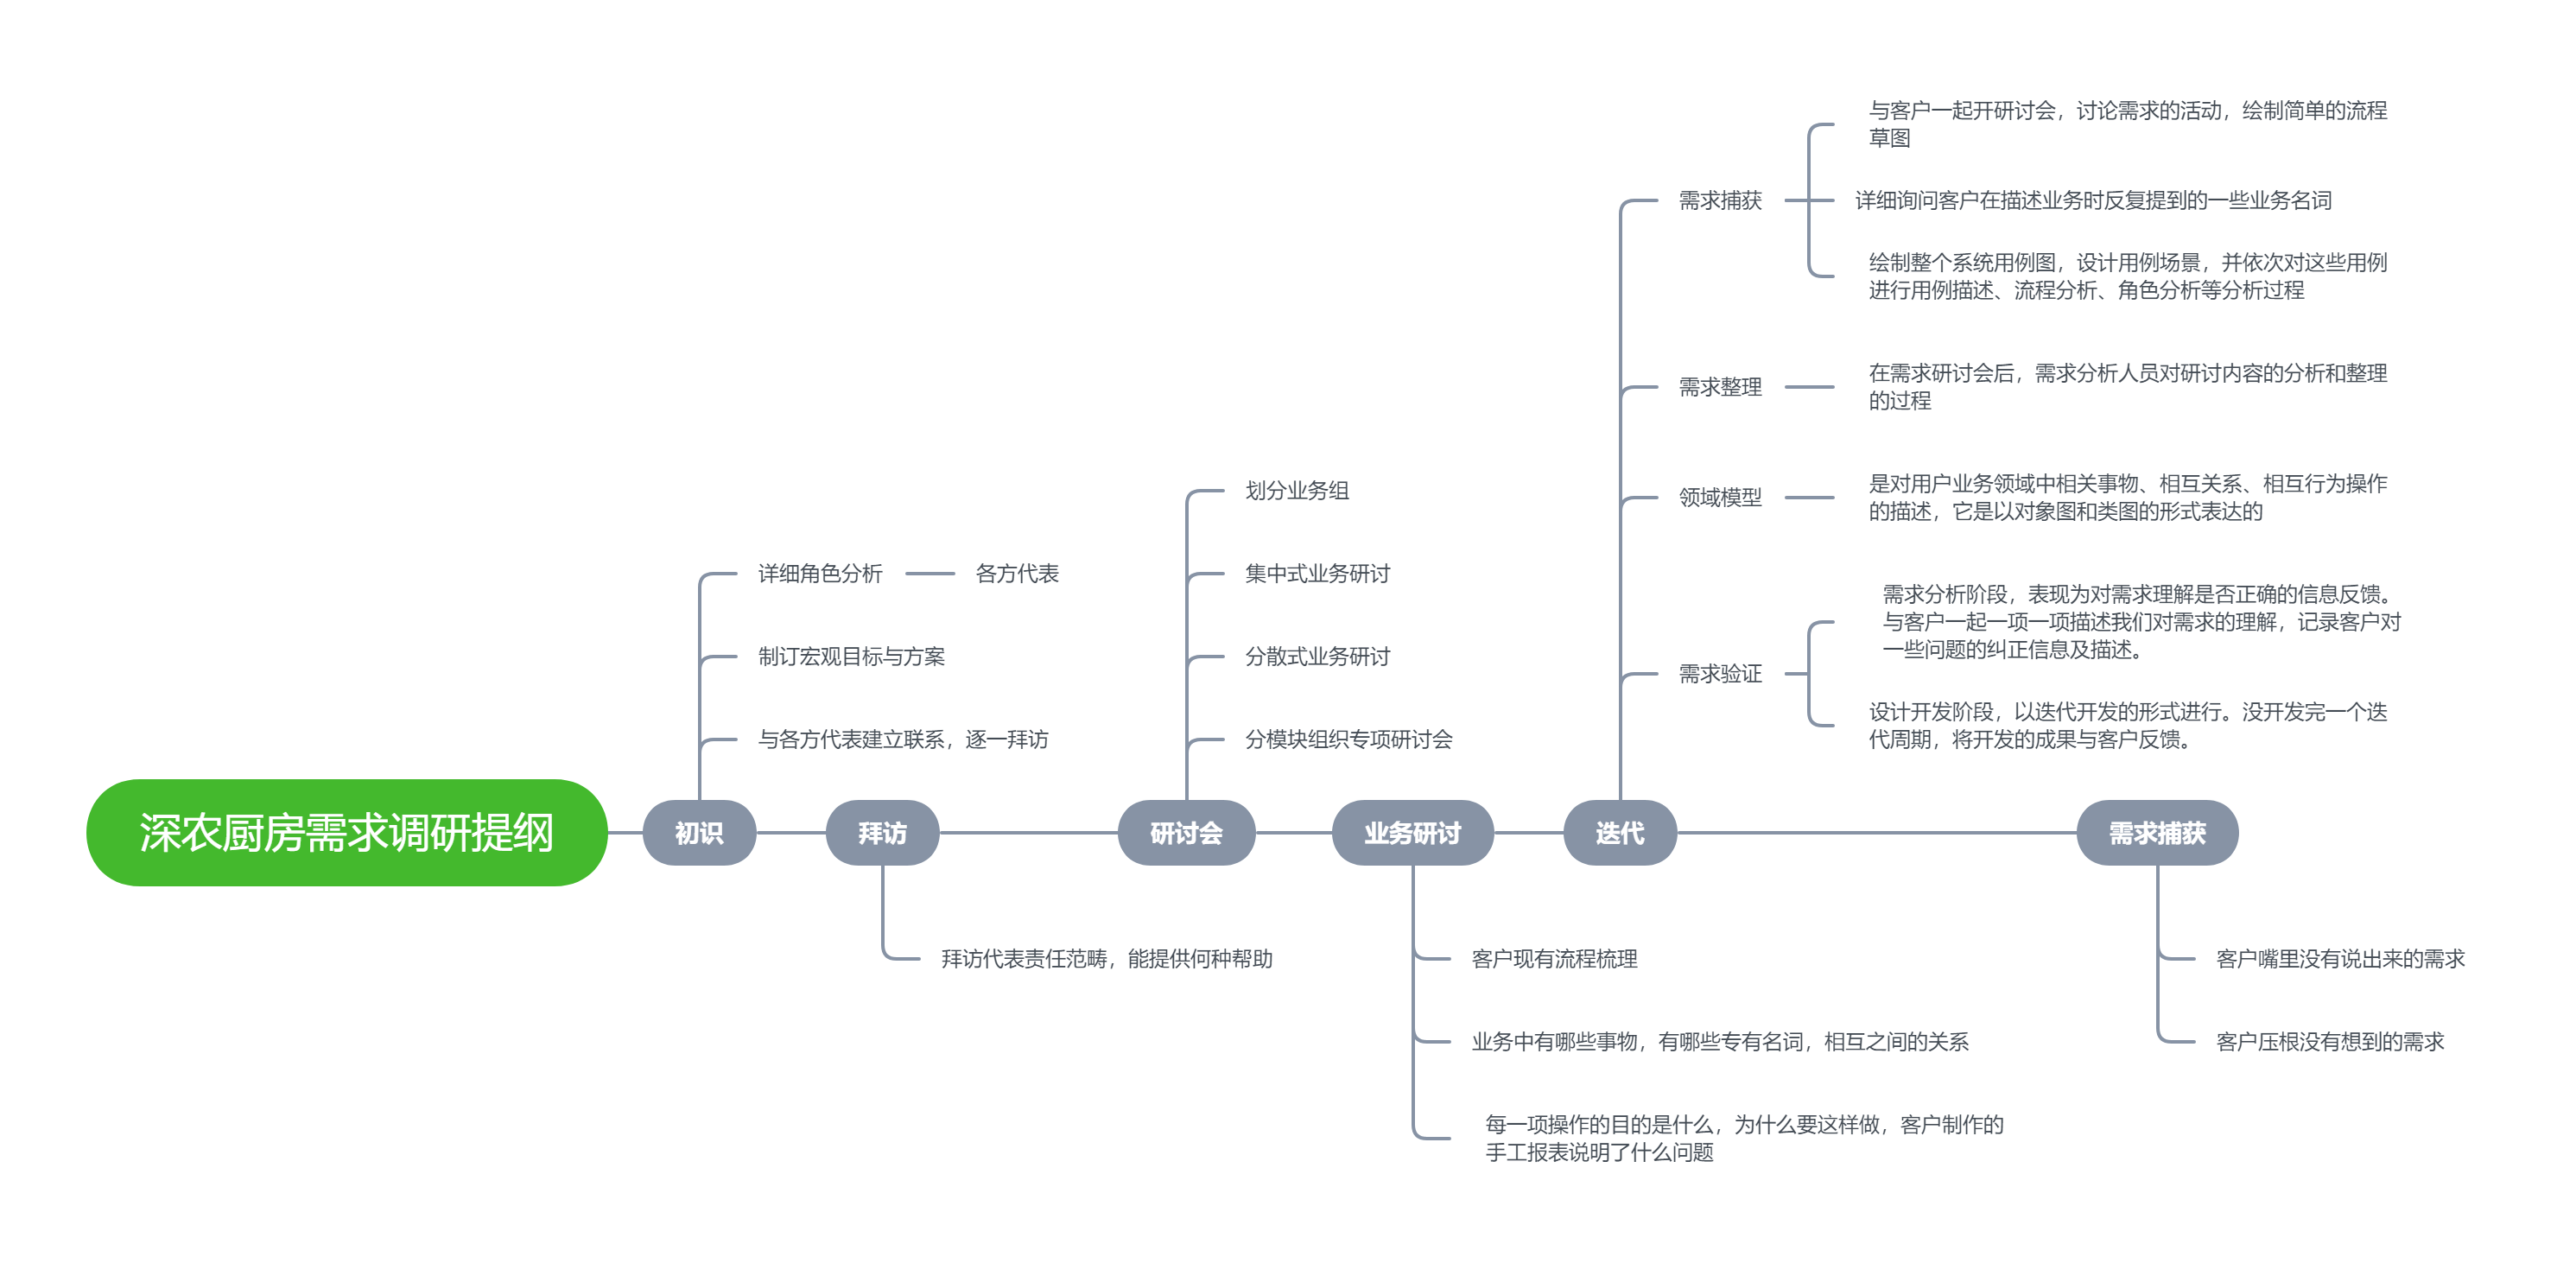 与客户一起开研讨会，讨论需求的活动，绘制简单的流程
草图
需求捕获
详细询问客户在描述业务时反复提到的一些业务名词
绘制整个系统用例图，设计用例场景，并依次对这些用例
进行用例描述、流程分析、角色分析等分析过程
需求整理
在需求研讨会后，需求分析人员对研讨内容的分析和整理
的过程
领域模型
是对用户业务领域中相关事物、相互关系、相互行为操作
的描述，它是以对象图和类图的形式表达的
需求验证
需求分析阶段，表现为对需求理解是否正确的信息反馈。
与客户一起一项一项描述我们对需求的理解，记录客户对
一些问题的纠正信息及描述。
设计开发阶段，以迭代开发的形式进行。没开发完一个迭
代周期，将开发的成果与客户反馈。
划分业务组
集中式业务研讨
分散式业务研讨
分模块组织专项研讨会
详细角色分析
各方代表
制订宏观目标与方案
与各方代表建立联系，逐一拜访
深农厨房需求调研提纲
初识
拜访
研讨会
业务研讨
迭代
需求捕获
拜访代表责任范畴，能提供何种帮助
客户现有流程梳理
业务中有哪些事物，有哪些专有名词，相互之间的关系
每一项操作的目的是什么，为什么要这样做，客户制作的
手工报表说明了什么问题
客户嘴里没有说出来的需求
客户压根没有想到的需求